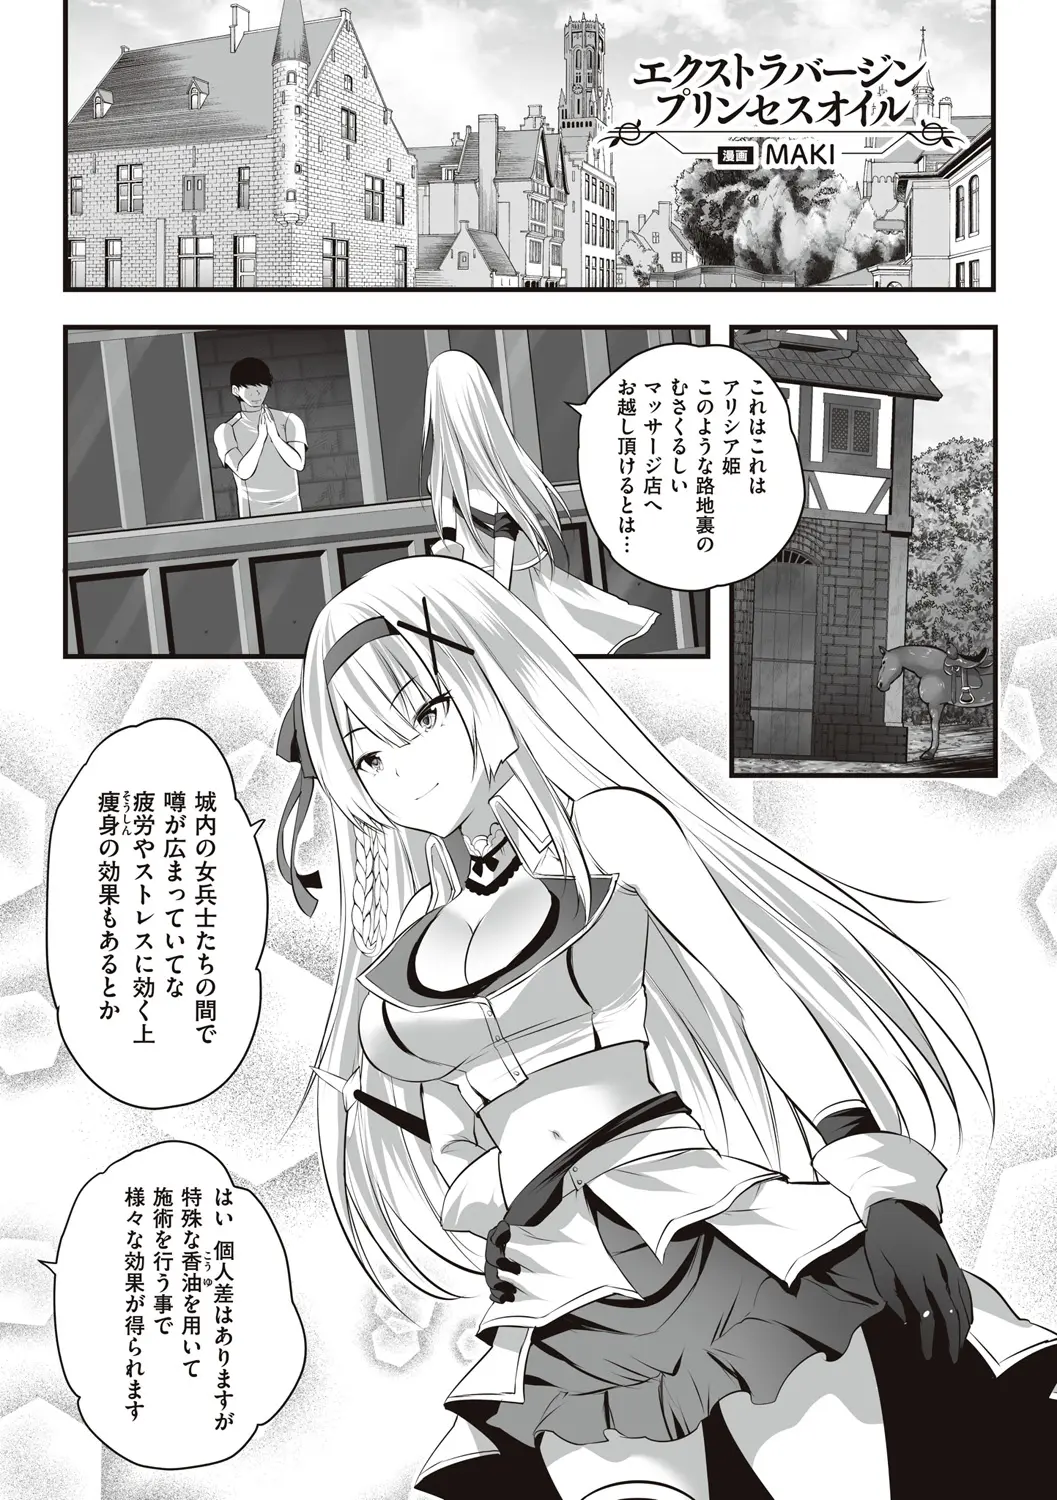 エクストラバージン
プリンセスオイル
漫画 MAKI
これはこれは
アリシア姫
このような路地裏の
むさくるしい
マッサージ店へ
お越し頂けるとは…
城内の女兵士たちの間で
噂が広まっていてな
疲労やストレスに効く上
痩身の効果もあるとか
そうしん
はい 個人差はありますが
特殊な香油を用いて
こうゆ
施術を行う事で
様々な効果が得られます